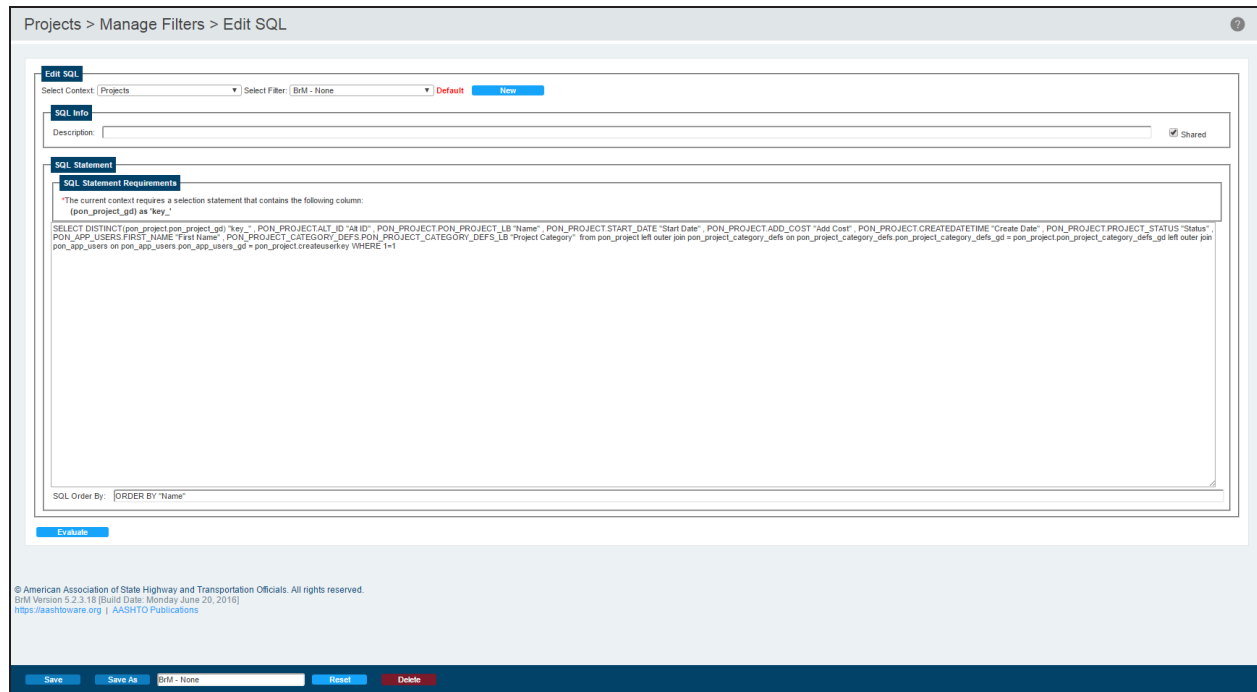 Projects > Manage Filters > Edit SQL
?
Edit SQL
Select Context: Projects Select Filter: BrM - None Default New
SQL Info
Description: Shared
SQL Statement
SQL Statement Requirements
*The current context requires a selection statement that contains the following column:
(pon_project_gd) as 'key_'
SELECT DISTINCT(pon_project.pon_project_gd) "key_" , PON_PROJECT.ALT_ID "Alt ID" , PON_PROJECT.PON_PROJECT_LB "Name" , PON_PROJECT.START_DATE "Start Date" , PON_PROJECT.ADD_COST "Add Cost" , PON_PROJECT.CREATEDATETIME "Create Date" , PON_PROJECT.PROJECT_STATUS "Status" ,
PON_APP_USERS.FIRST_NAME "First Name" , PON_PROJECT_CATEGORY_DEFS.PON_PROJECT_CATEGORY_DEFS_LB "Project Category" from pon_project left outer join pon_project_category_defs on pon_project_category_defs.pon_project_category_defs_gd = pon_project.pon_project_category_defs_gd left outer join
pon_app_users on pon_app_users.pon_app_users_gd = pon_project.createuserkey WHERE 1=1
SQL Order By: ORDER BY "Name"
Evaluate
© American Association of State Highway and Transportation Officials. All rights reserved.
BrM Version 5.2.3.18 [Build Date: Monday June 20, 2016]
https://aashtoware.org | AASHTO Publications
Save Save As BrM - None Reset Delete